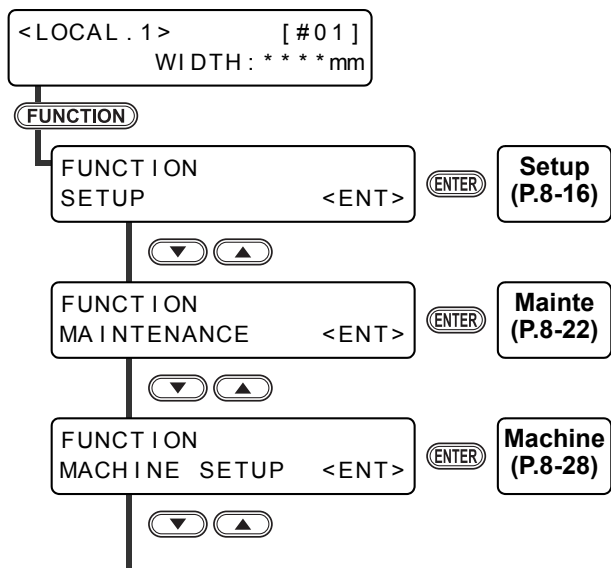 <LOCAL.1> [#01]
WIDTH:****mm
FUNCTION
FUNCTION
SETUP <ENT>
ENTER
Setup
(P.8-16)
▼ ▲
FUNCTION
MAINTENANCE <ENT>
ENTER
Mainte
(P.8-22)
▼ ▲
FUNCTION
MACHINE SETUP <ENT>
ENTER
Machine
(P.8-28)
▼ ▲